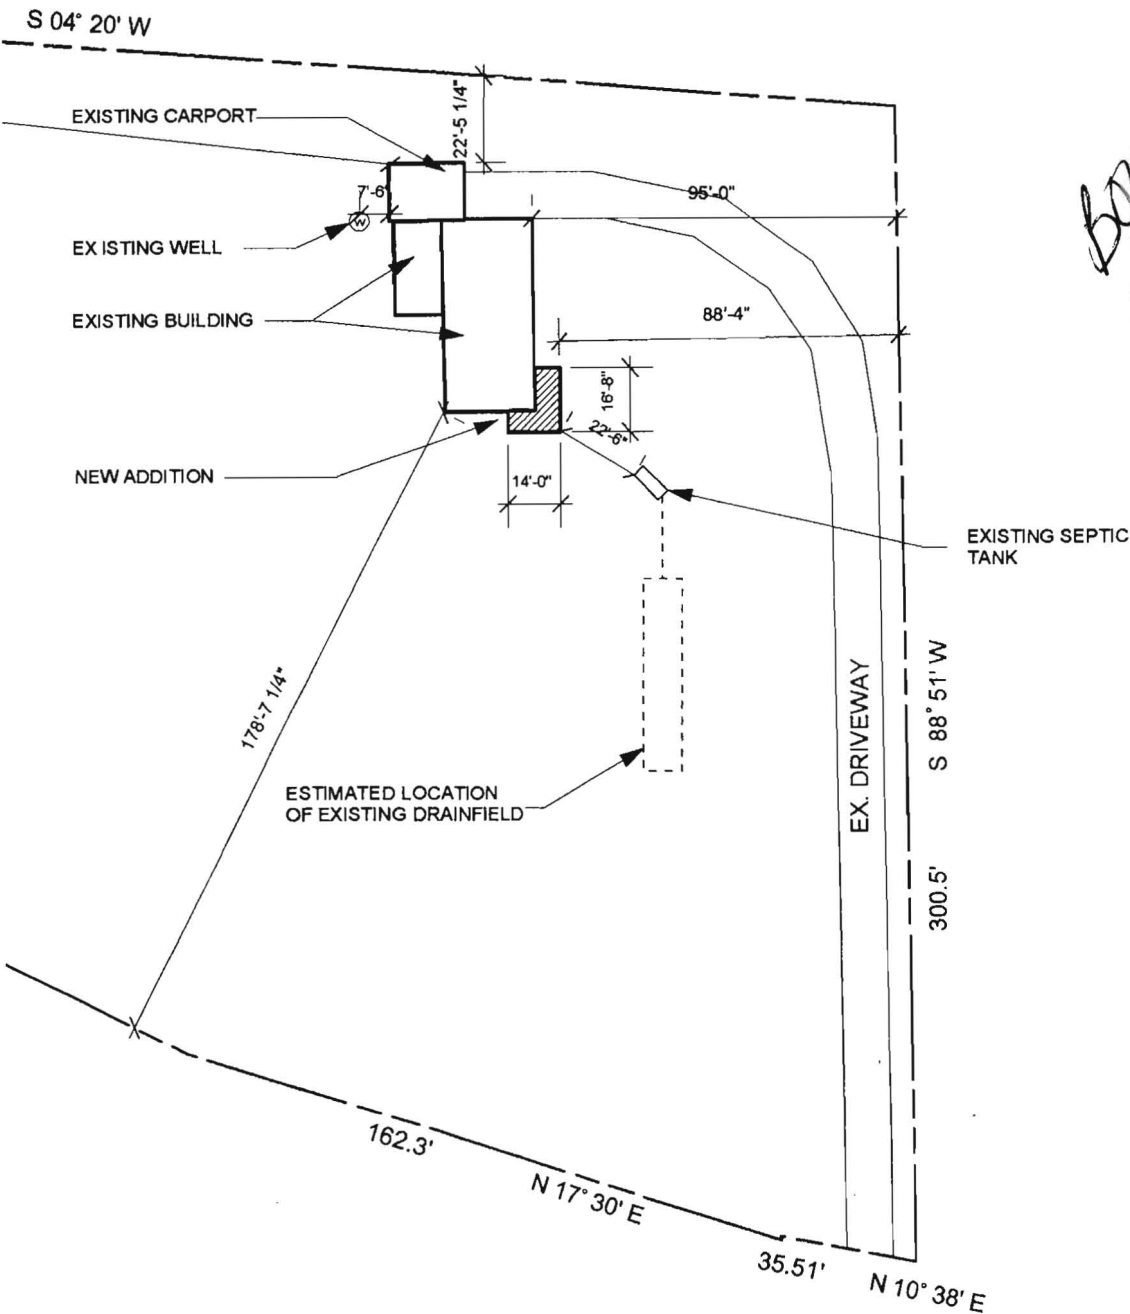 S 04° 20' W
EXISTING CARPORT
22'-5 1/4"
7'-6"
95'-0"
W
EXISTING WELL
EXISTING BUILDING
88'-4"
16'-8"
22'-6"
NEW ADDITION
14'-0"
EXISTING SEPTIC
TANK
178'-7 1/4"
S 88° 51' W
EX. DRIVEWAY
ESTIMATED LOCATION
OF EXISTING DRAINFIELD
300.5'
162.3'
N 17° 30' E
35.51'
N 10° 38' E